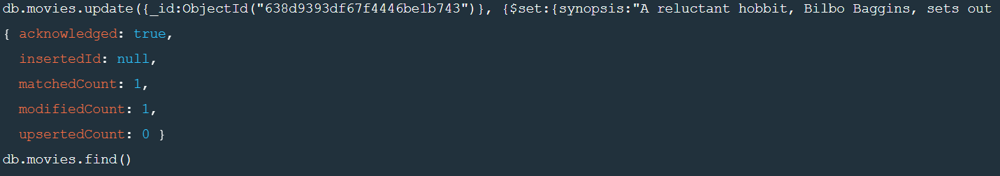 db.movies.update({_id:ObjectId("638d9393df67f4446be1b743")}, {$set:{synopsis:"A reluctant hobbit, Bilbo Baggins, sets out
{ acknowledged: true,
insertedId: null,
matchedCount: 1,
modifiedCount: 1,
upsertedCount: 0 }
db.movies.find()